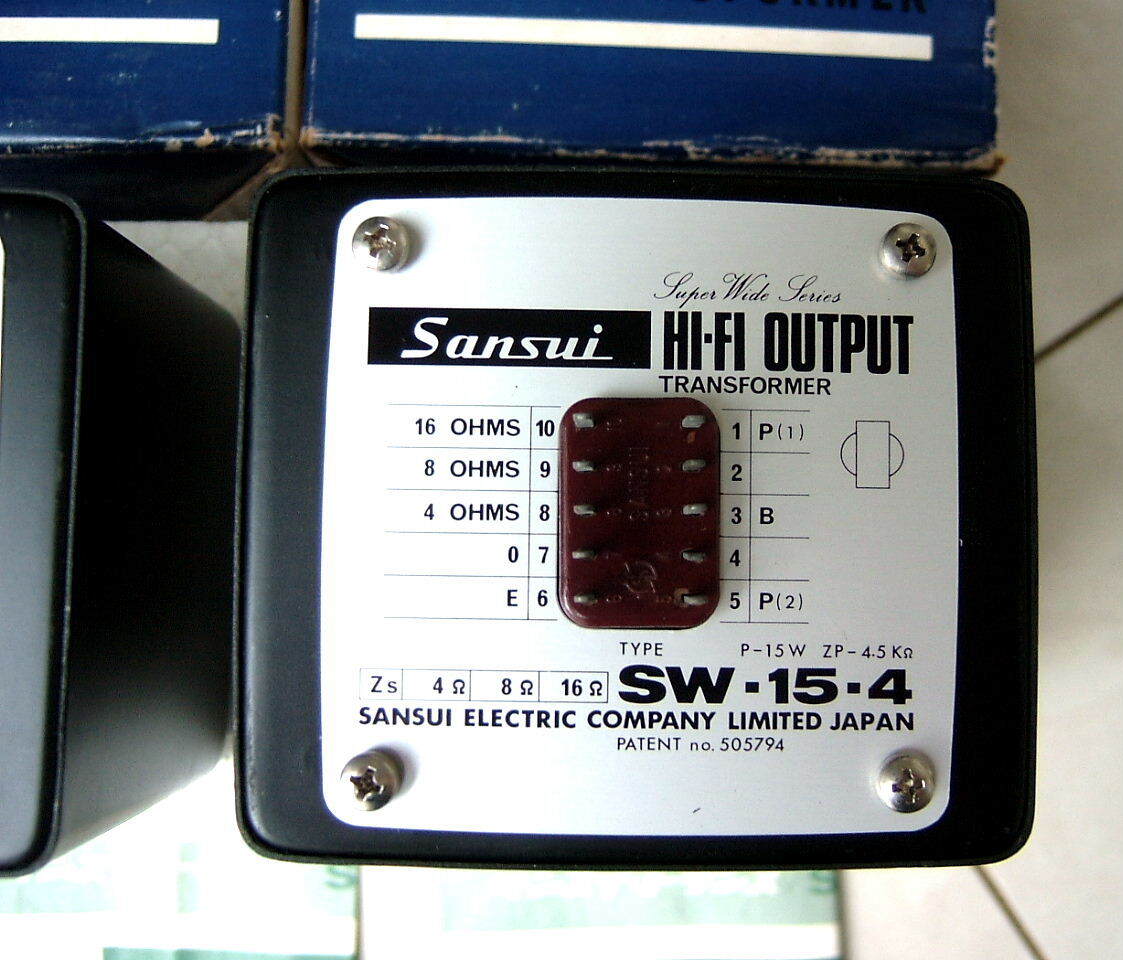 Super Wide Series
Sansui HI-FI OUTPUT
TRANSFORMER
16 OHMS 10 1 P(1)
8 OHMS 9 2
4 OHMS 8 3 B
0 7 4
E 6 5 P(2)
SANSUI
TYPE P-15W ZP-4.5KΩ
Zs 4Ω 8Ω 16Ω SW-15-4
SANSUI ELECTRIC COMPANY LIMITED JAPAN
PATENT no. 505794